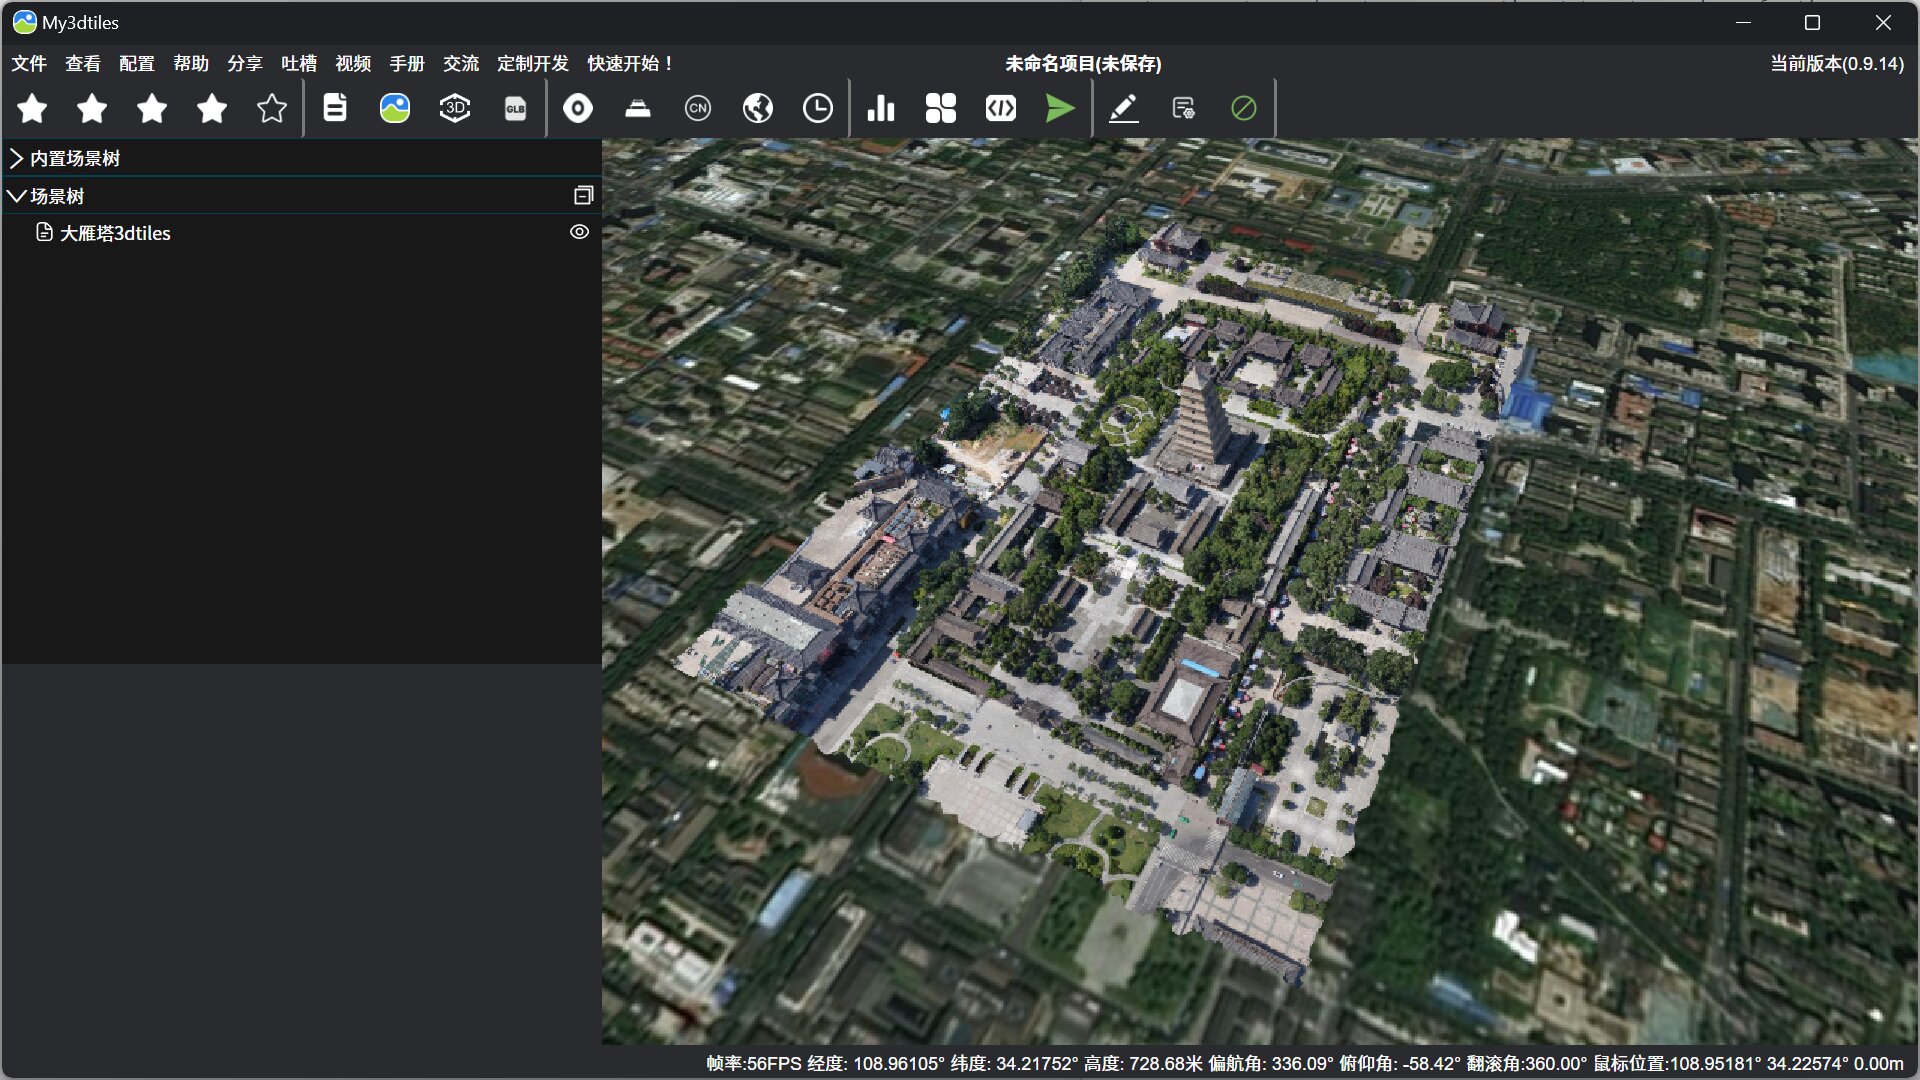 My3dtiles
文件 查看 配置 帮助 分享 吐槽 视频 手册 交流 定制开发 快速开始！ 未命名项目(未保存) 当前版本(0.9.14)
3D GLB CN
内置场景树
场景树
大雁塔3dtiles
帧率:56FPS 经度: 108.96105° 纬度: 34.21752° 高度: 728.68米 偏航角: 336.09° 俯仰角: -58.42° 翻滚角:360.00° 鼠标位置:108.95181° 34.22574° 0.00m